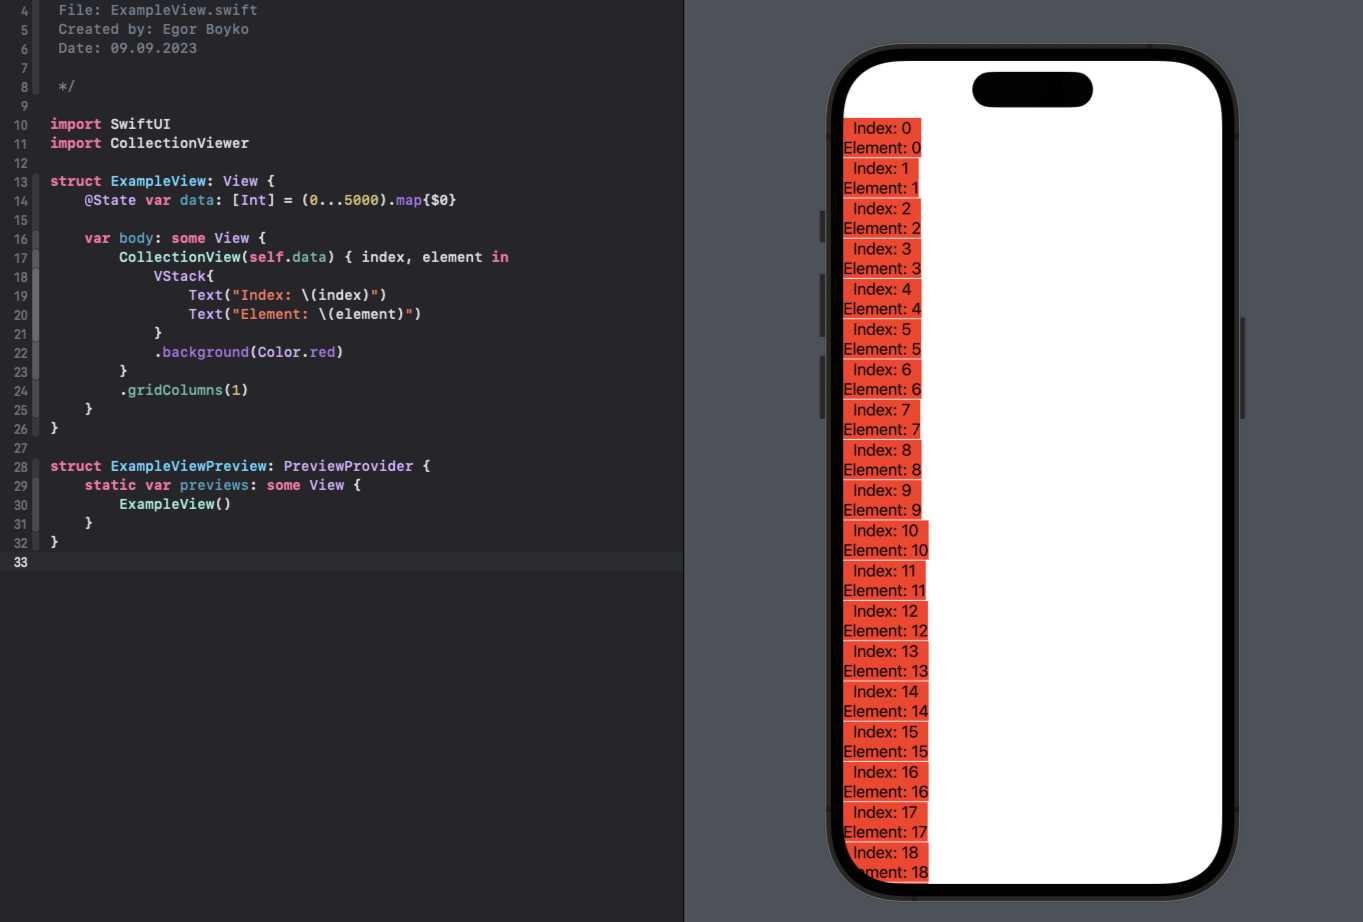 4 File: ExampleView.swift
5 Created by: Egor Boyko
6 Date: 09.09.2023
7
8 */
9
10 import SwiftUI
11 import CollectionViewer
12
13 struct ExampleView: View {
14 @State var data: [Int] = (0...5000).map{$0}
15
16 var body: some View {
17 CollectionView(self.data) { index, element in
18 VStack{
19 Text("Index: \(index)")
20 Text("Element: \(element)")
21 }
22 .background(Color.red)
23 }
24 .gridColumns(1)
25 }
26 }
27
28 struct ExampleViewPreview: PreviewProvider {
29 static var previews: some View {
30 ExampleView()
31 }
32 }
33
Index: 0
Element: 0
Index: 1
Element: 1
Index: 2
Element: 2
Index: 3
Element: 3
Index: 4
Element: 4
Index: 5
Element: 5
Index: 6
Element: 6
Index: 7
Element: 7
Index: 8
Element: 8
Index: 9
Element: 9
Index: 10
Element: 10
Index: 11
Element: 11
Index: 12
Element: 12
Index: 13
Element: 13
Index: 14
Element: 14
Index: 15
Element: 15
Index: 16
Element: 16
Index: 17
Element: 17
Index: 18
ement: 18